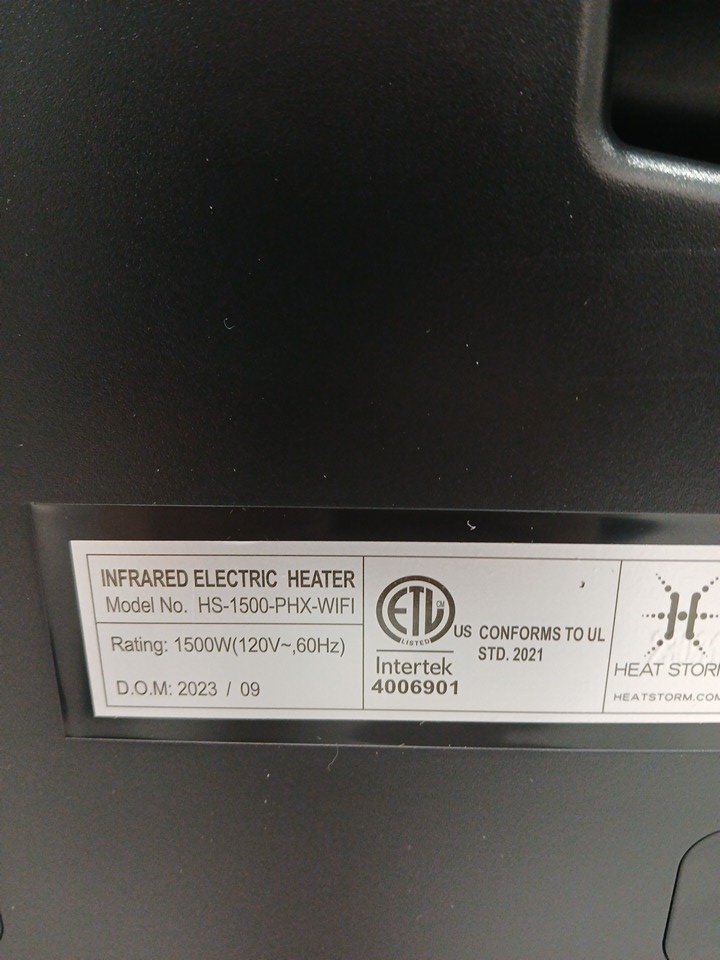 INFRARED ELECTRIC HEATER
Model No. HS-1500-PHX-WIFI
Rating: 1500W(120V~,60Hz)
D.O.M: 2023 / 09
ETL CM
LISTED
US
Intertek
4006901
CONFORMS TO UL
STD. 2021
H
HEAT STORM
HEATSTORM.COM